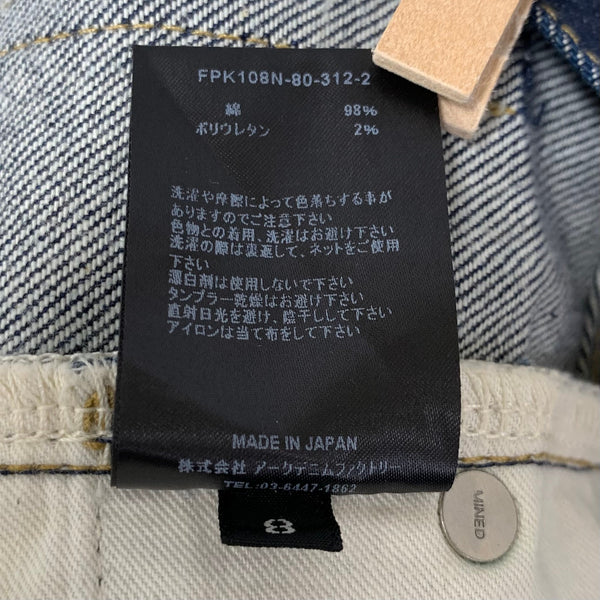 FPK108N-80-312-2
綿 98%
ポリウレタン 2%
洗濯や摩擦によって色落ちする事が
ありますのでご注意下さい
色物との着用、洗濯はお避け下さい
洗濯の際は裏返して、ネットをご使用
下さい
漂白剤は使用しないで下さい
タンブラー乾燥はお避け下さい
直射日光を避け、陰干しして下さい
アイロンは当て布をして下さい
MADE IN JAPAN
株式会社 アークデニムファクトリー
TEL:03-6447-1862
8
MINED